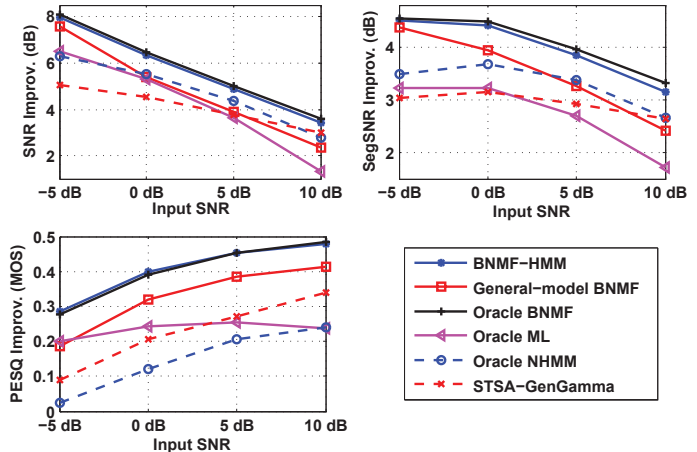 SNR Improv. (dB)
8
6
4
2
−5 dB
0 dB
5 dB
10 dB
Input SNR
SegSNR Improv. (dB)
4
3
2
−5 dB
0 dB
5 dB
10 dB
Input SNR
PESQ Improv. (MOS)
0.5
0.4
0.3
0.2
0.1
0
−5 dB
0 dB
5 dB
10 dB
Input SNR
BNMF−HMM
General−model BNMF
Oracle BNMF
Oracle ML
Oracle NHMM
STSA−GenGamma